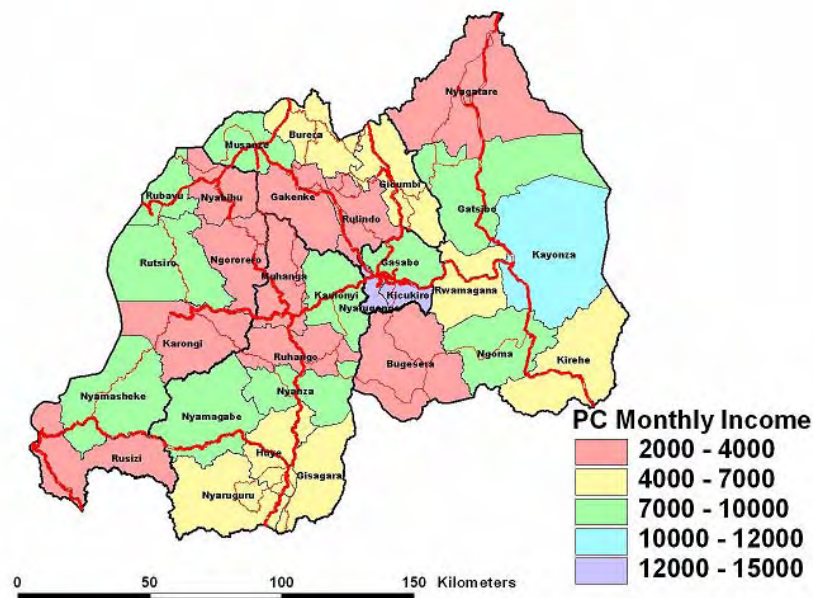 Nyagatare
Burera
Musanze
Gicumbi
Rubavu
Nyabihu
Gakenke
Rulindo
Gatsibo
Kayonza
Rutsiro
Ngororero
Muhanga
Gasabo
Kamonyi
Nyarugenge
Kicukiro
Rwamagana
Karongi
Ruhango
Bugesera
Ngoma
Kirehe
Nyamasheke
Nyamagabe
Nyanza
Rusizi
Huye
Gisagara
Nyaruguru
PC Monthly Income
2000 - 4000
4000 - 7000
7000 - 10000
10000 - 12000
12000 - 15000
0 50 100 150 Kilometers